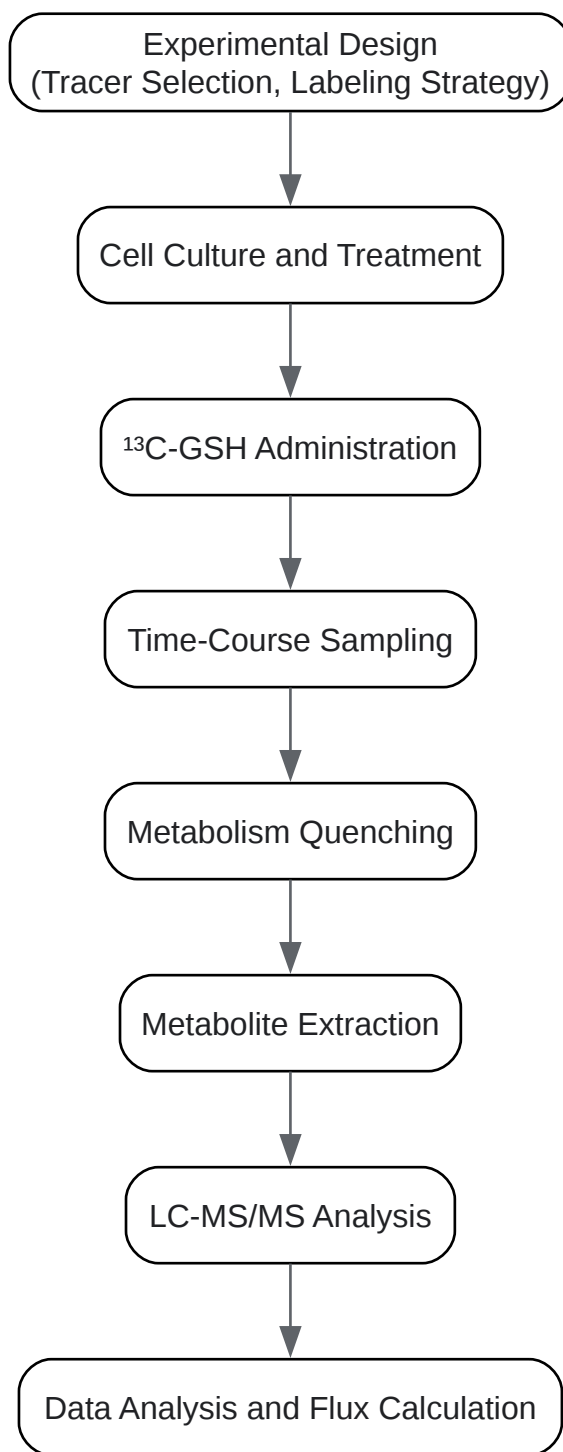 Experimental Design
(Tracer Selection, Labeling Strategy)
Cell Culture and Treatment
¹³C-GSH Administration
Time-Course Sampling
Metabolism Quenching
Metabolite Extraction
LC-MS/MS Analysis
Data Analysis and Flux Calculation